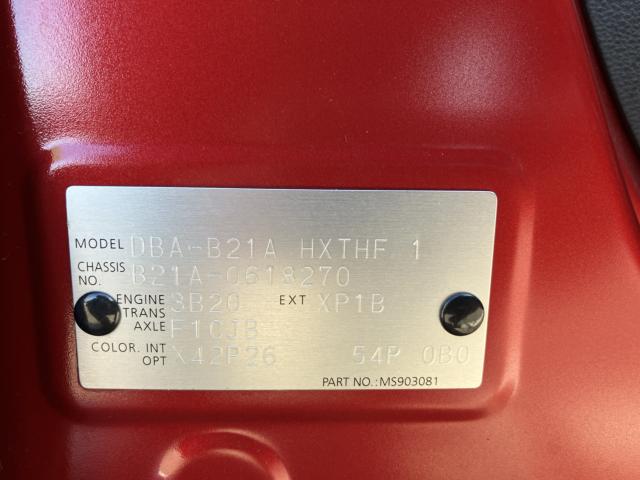 MODEL DBA-B21A HXTHF 1
CHASSIS NO. B21A-0618270
ENGINE 3B20 EXT XP1B
TRANS AXLE F1CJB
COLOR. INT OPT X42P26 54P 0B0
PART NO.:MS903081